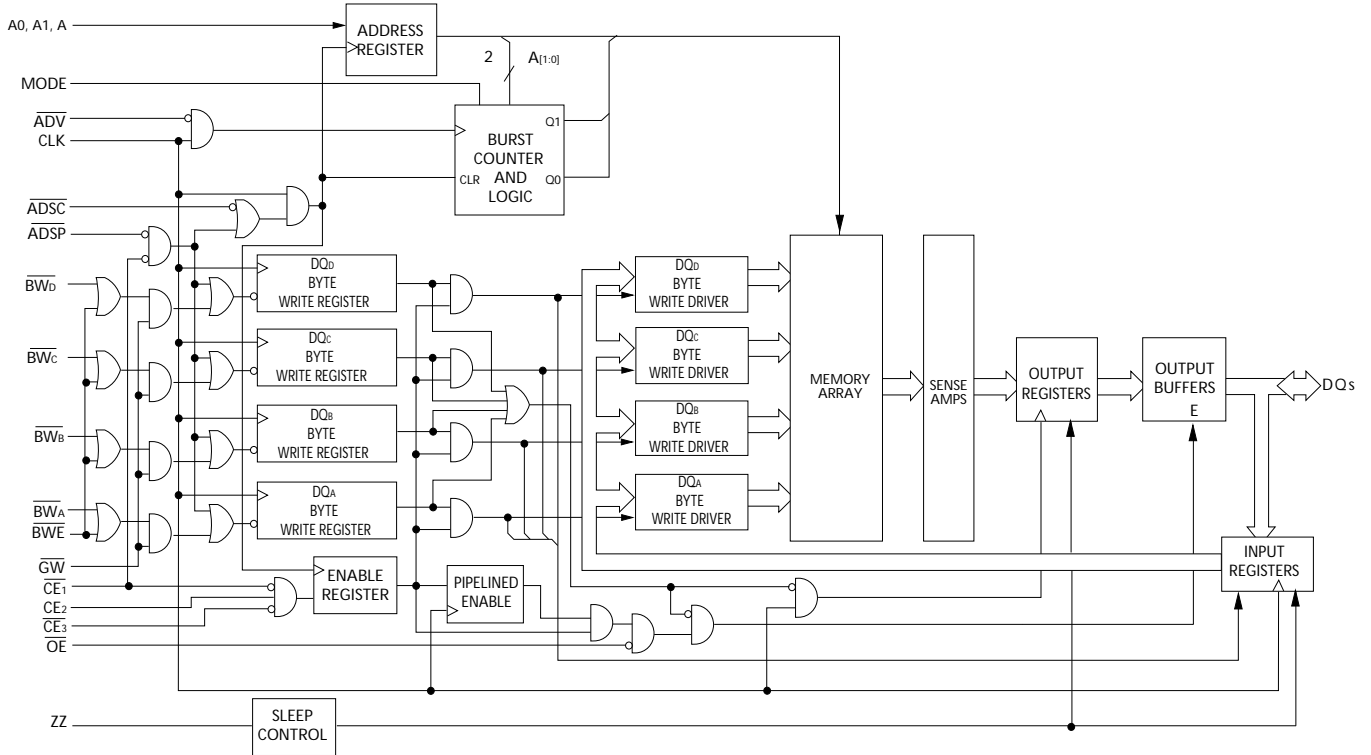 A0, A1, A
ADDRESS
REGISTER
2
A[1:0]
MODE
ADV
CLK
BURST
COUNTER
AND
LOGIC
CLR
Q1
Q0
ADSC
ADSP
BWD
BWC
BWB
BWA
BWE
GW
CE1
CE2
CE3
OE
ZZ
DQD
BYTE
WRITE REGISTER
DQC
BYTE
WRITE REGISTER
DQB
BYTE
WRITE REGISTER
DQA
BYTE
WRITE REGISTER
ENABLE
REGISTER
PIPELINED
ENABLE
SLEEP
CONTROL
DQD
BYTE
WRITE DRIVER
DQC
BYTE
WRITE DRIVER
DQB
BYTE
WRITE DRIVER
DQA
BYTE
WRITE DRIVER
MEMORY
ARRAY
SENSE
AMPS
OUTPUT
REGISTERS
OUTPUT
BUFFERS
E
DQs
INPUT
REGISTERS